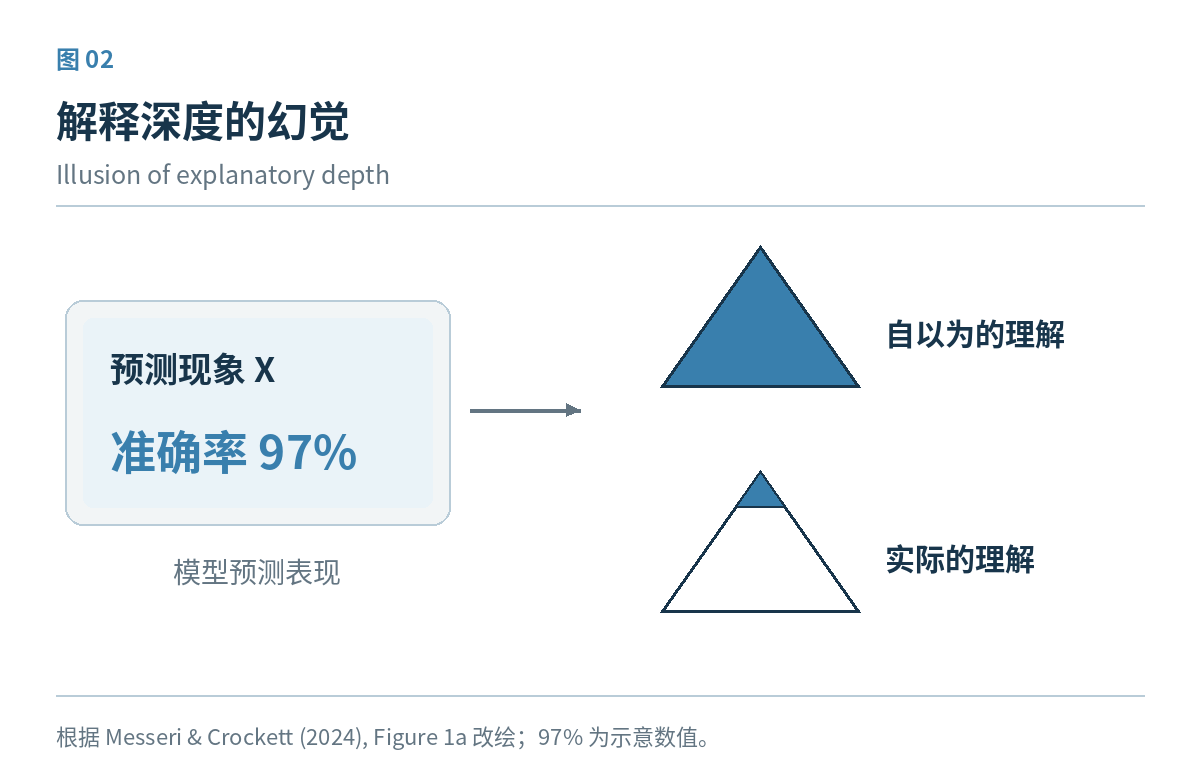 图 02
解释深度的幻觉
Illusion of explanatory depth
预测现象 X
准确率 97%
模型预测表现
自以为的理解
实际的理解
根据 Messeri & Crockett (2024), Figure 1a 改绘；97% 为示意数值。